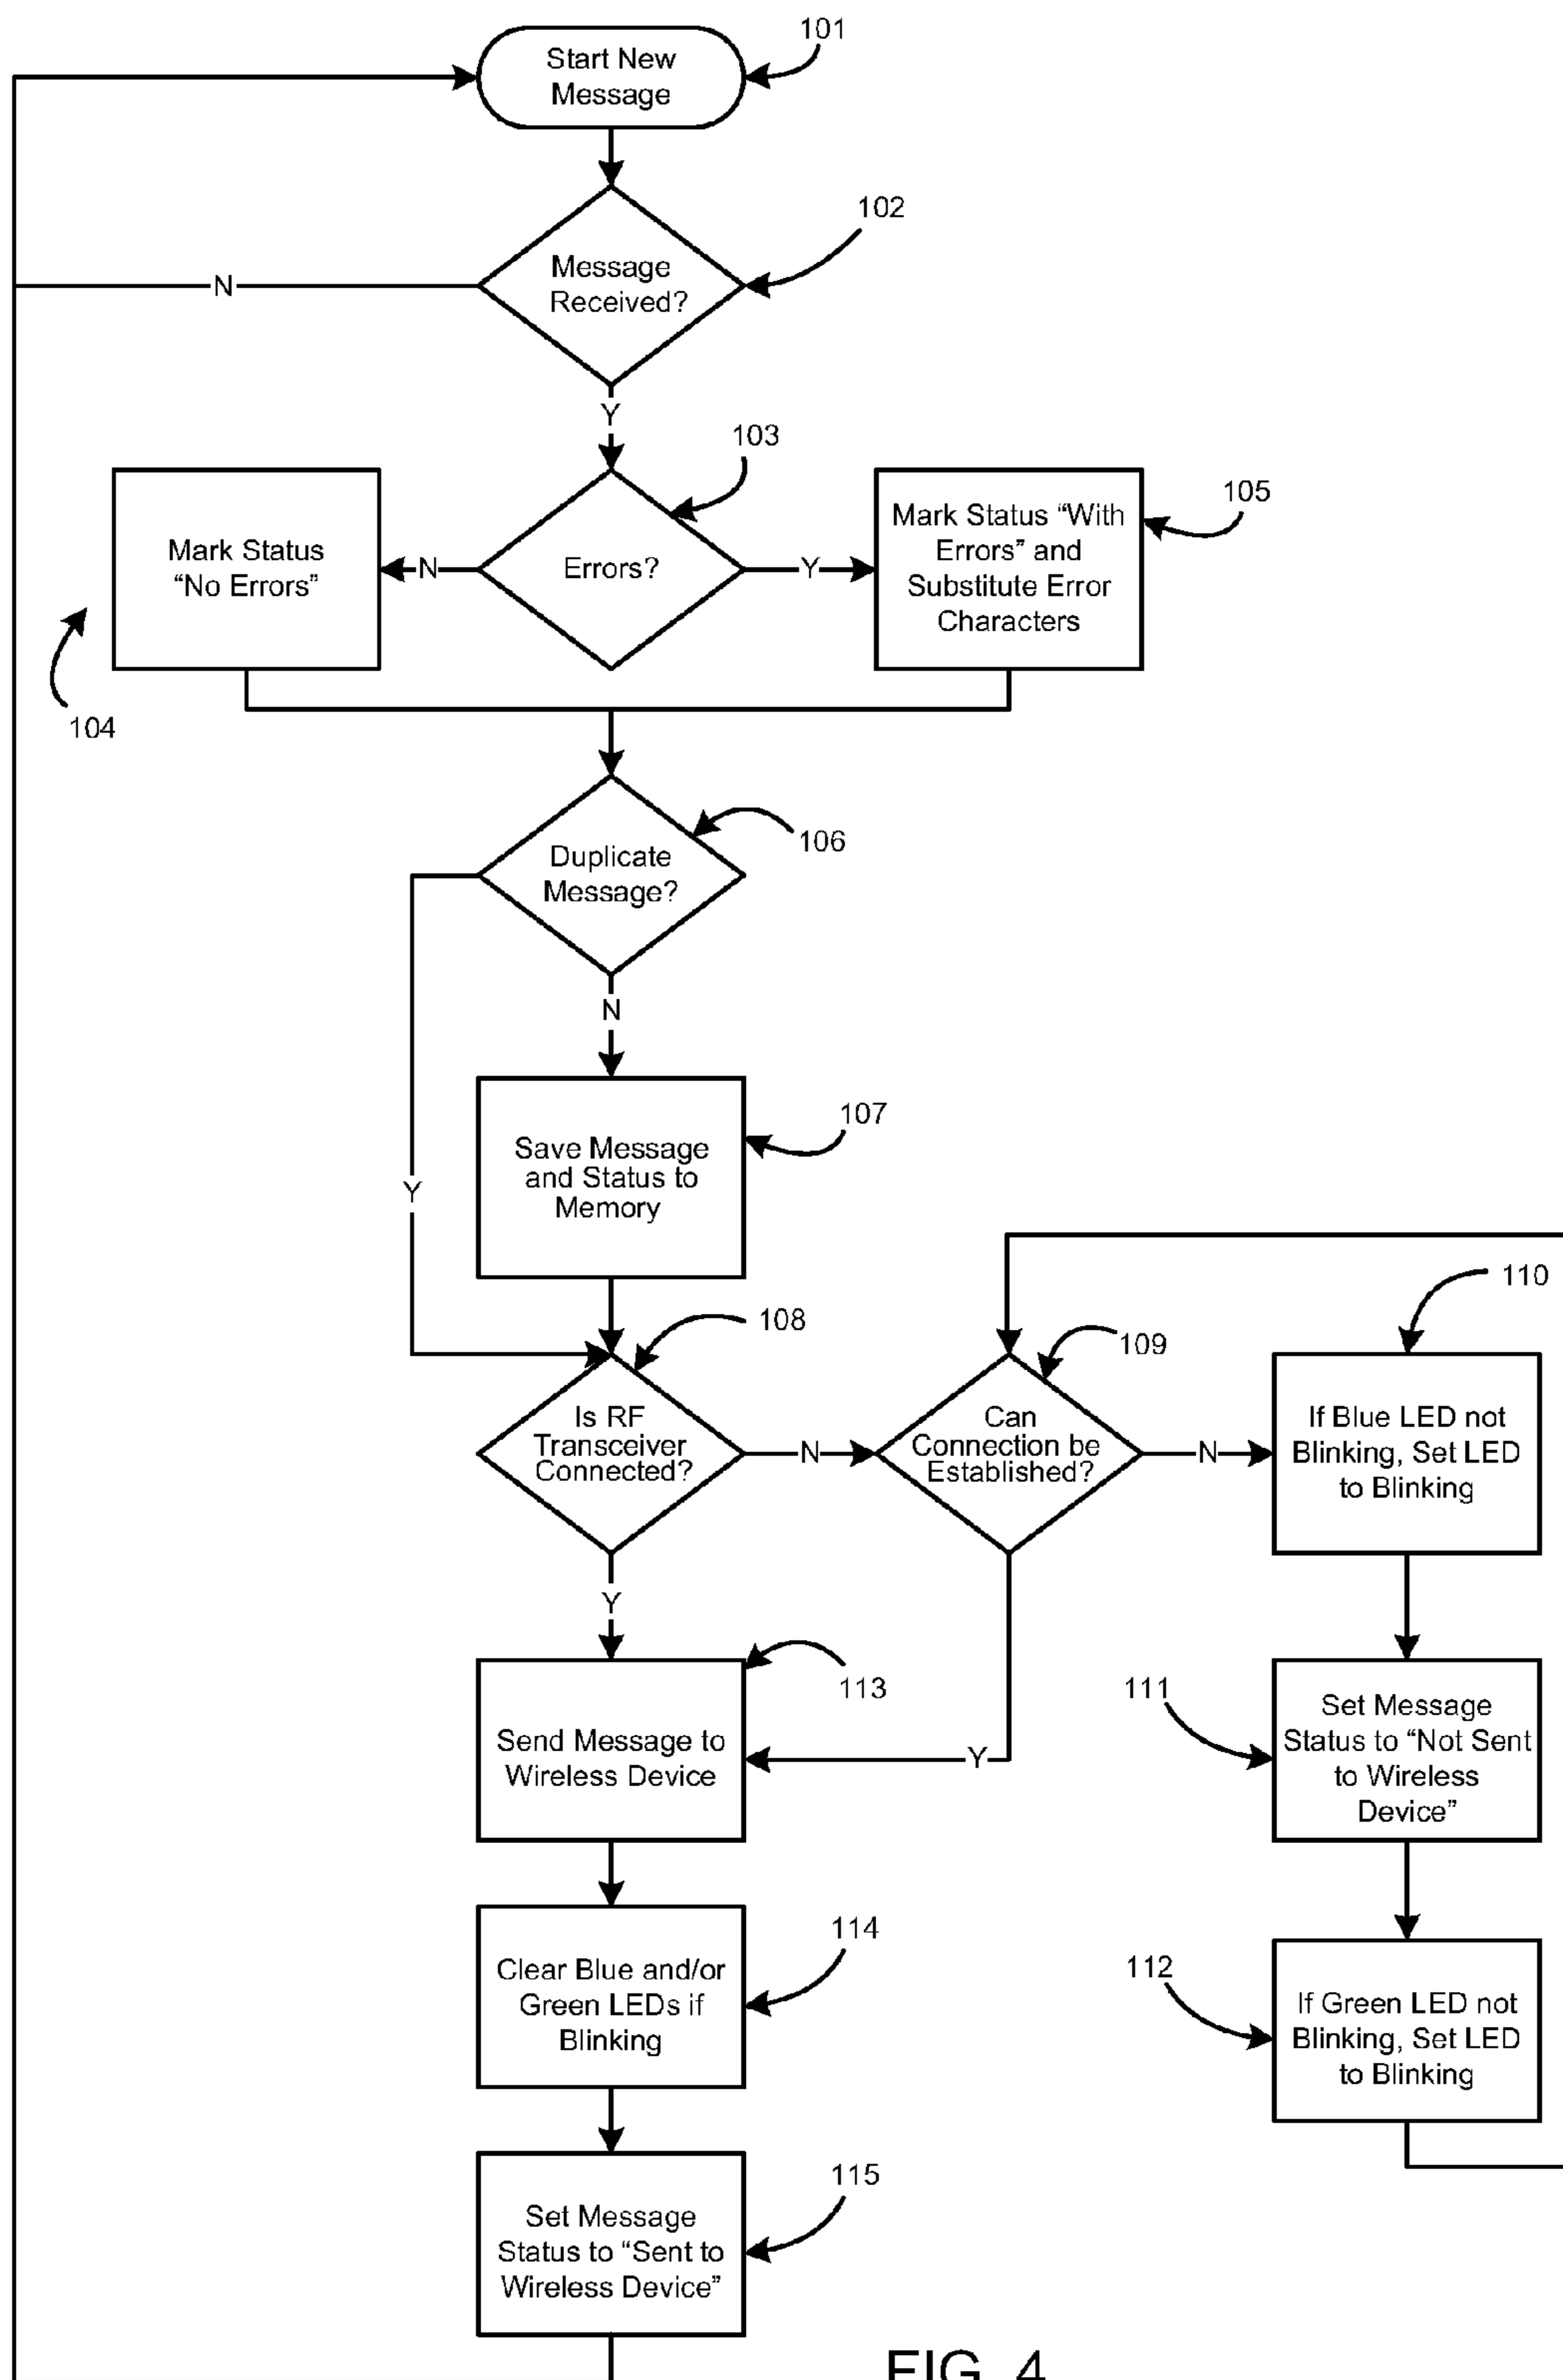 101
Start New
Message
102
Message
Received?
N
Y
103
105
Mark Status
“No Errors”
N
Errors?
Y
Mark Status “With
Errors” and
Substitute Error
Characters
104
106
Duplicate
Message?
N
Y
107
Save Message
and Status to
Memory
108
109
110
Is RF
Transceiver
Connected?
N
Can
Connection be
Established?
N
If Blue LED not
Blinking, Set LED
to Blinking
Y
113
Send Message to
Wireless Device
Y
111
Set Message
Status to “Not Sent
to Wireless
Device”
114
Clear Blue and/or
Green LEDs if
Blinking
112
If Green LED not
Blinking, Set LED
to Blinking
115
Set Message
Status to “Sent to
Wireless Device”
FIG. 4